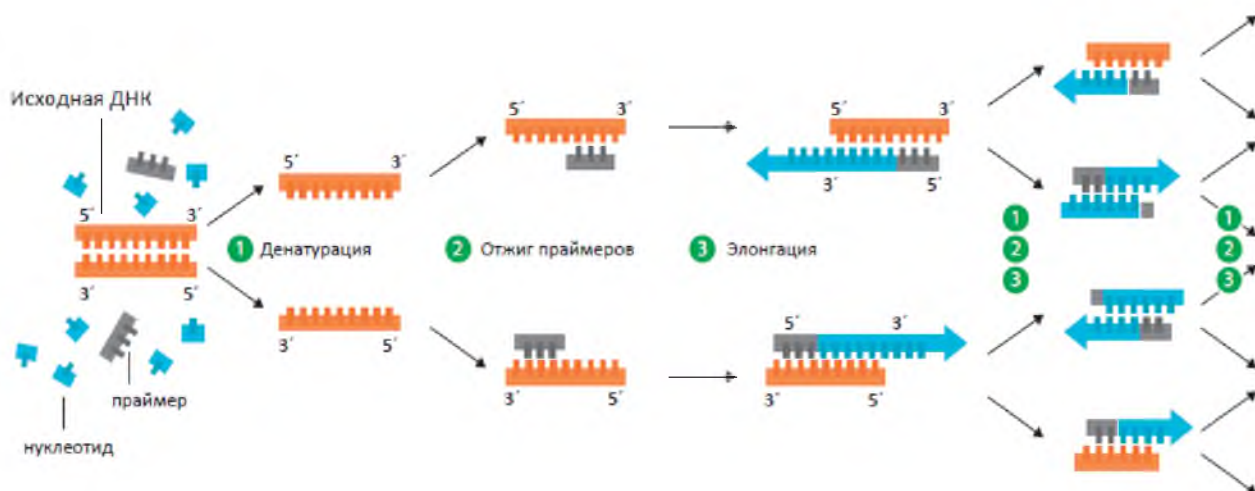 Исходная ДНК
5´ 3´
3´ 5´
праймер
нуклеотид
5´ 3´
1 Денатурация
3´ 5´
5´ 3´
2 Отжиг праймеров
3´ 5´
5´ 3´
3´ 5´
3 Элонгация
5´ 3´
3´ 5´
1
2
3
1
2
3